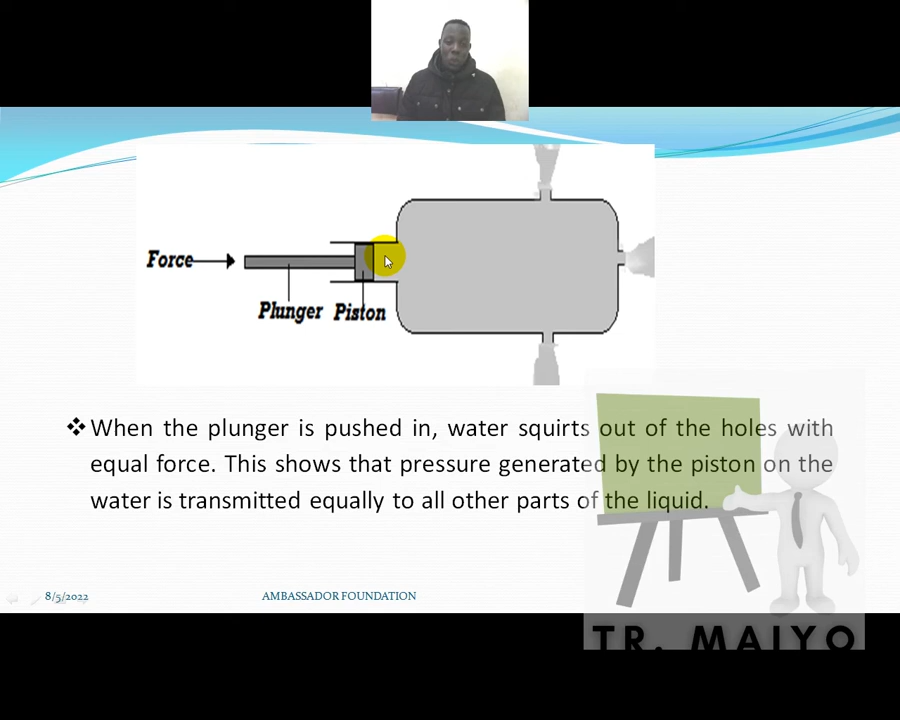 Force
Plunger Piston
❖When the plunger is pushed in, water squirts out of the holes with
equal force. This shows that pressure generated by the piston on the
water is transmitted equally to all other parts of the liquid.
8/5/2022 AMBASSADOR FOUNDATION
TR. MAIYO